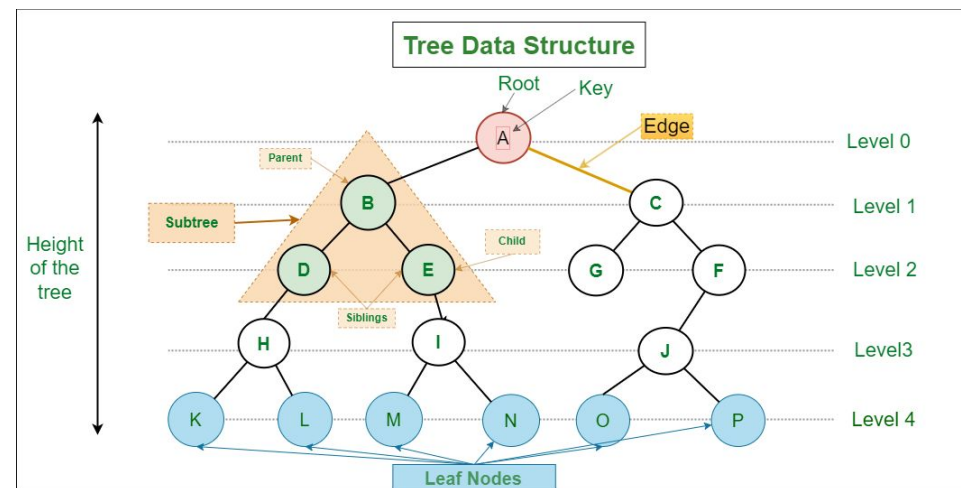 Tree Data Structure
Root
Key
A
Edge
Level 0
Parent
B
C
Level 1
Subtree
Child
Height
of the
tree
D
E
G
F
Level 2
Siblings
H
I
J
Level3
K
L
M
N
O
P
Level 4
Leaf Nodes